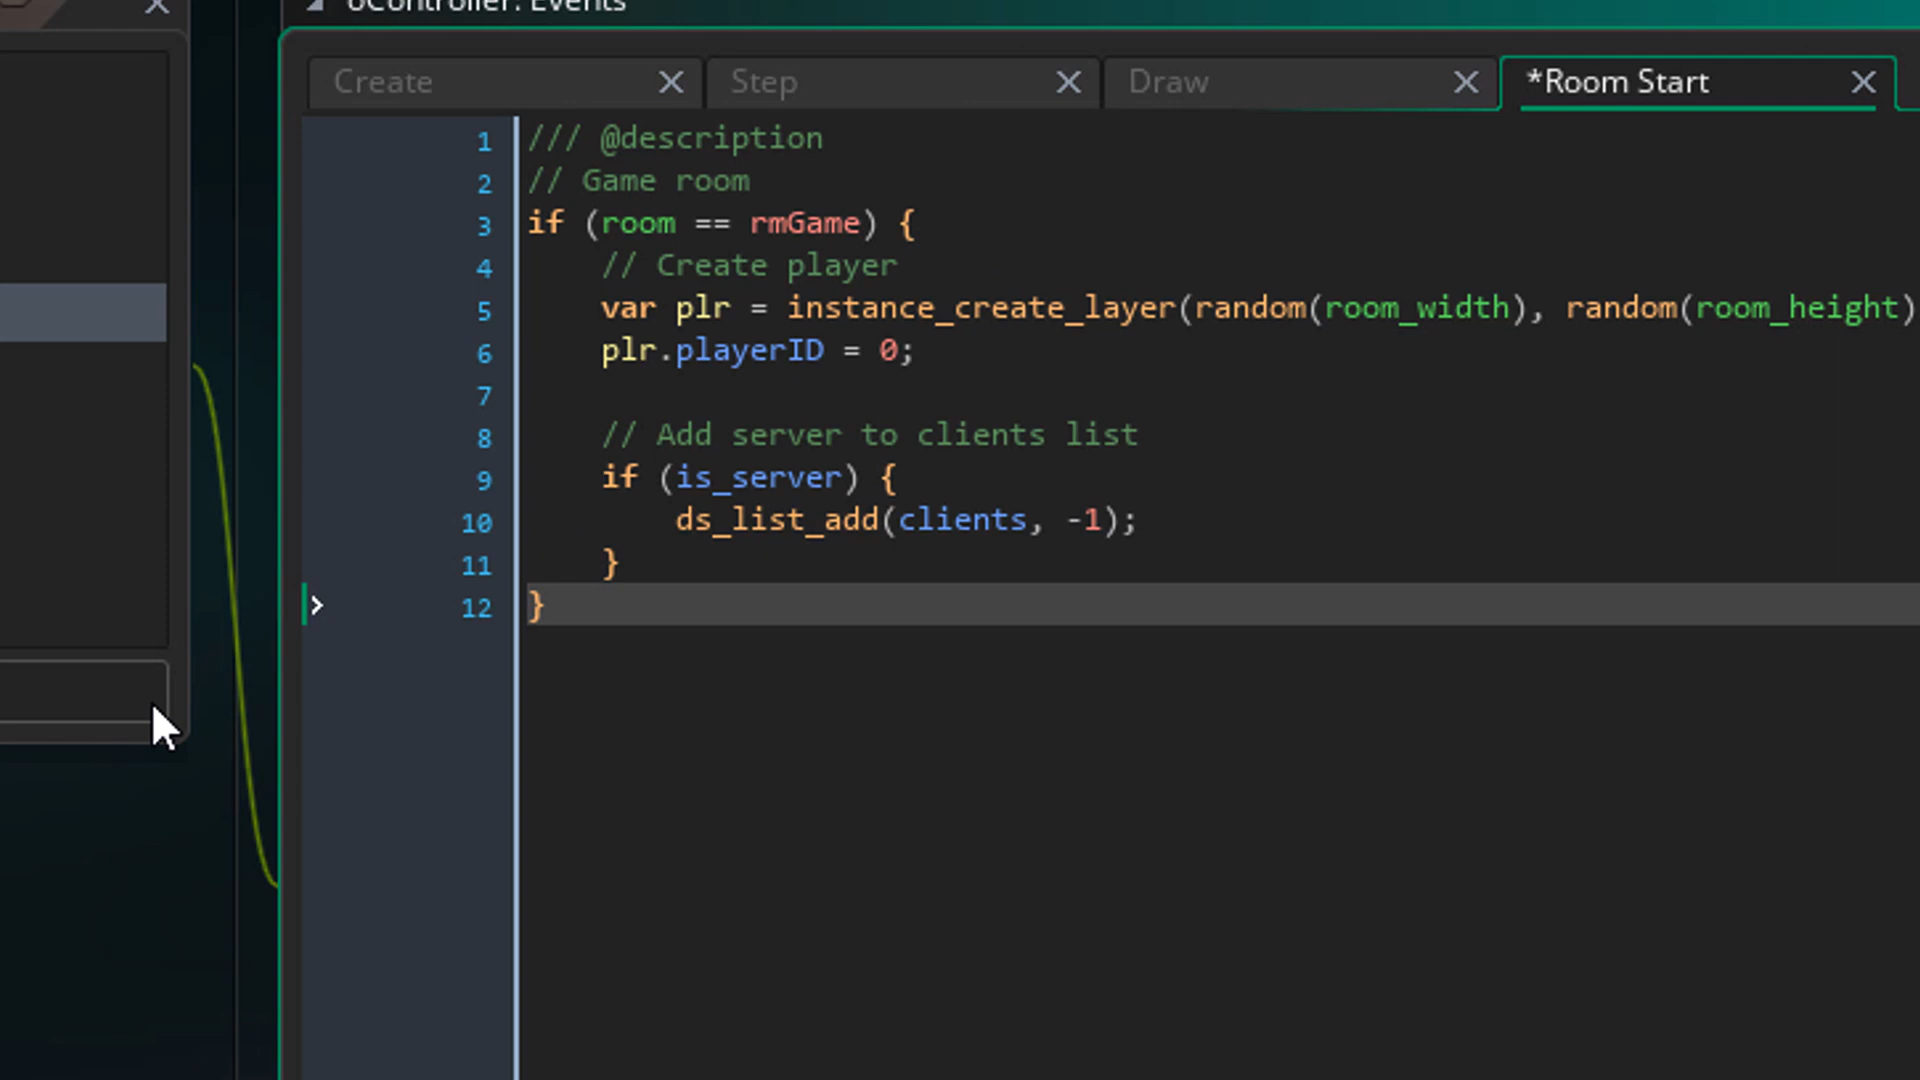 oController: Events
Create
Step
Draw
*Room Start
1 /// @description
2 // Game room
3 if (room == rmGame) {
4 // Create player
5 var plr = instance_create_layer(random(room_width), random(room_height)
6 plr.playerID = 0;
7
8 // Add server to clients list
9 if (is_server) {
10 ds_list_add(clients, -1);
11 }
12 }